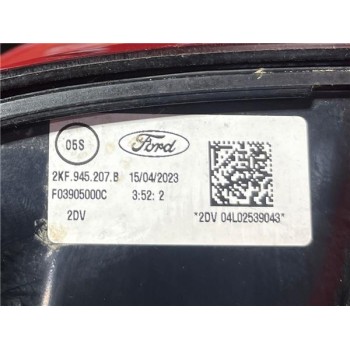 05S Ford
2KF.945.207.B 15/04/2023
F03905000C 3:52: 2
2DV *2DV 04L02539043*